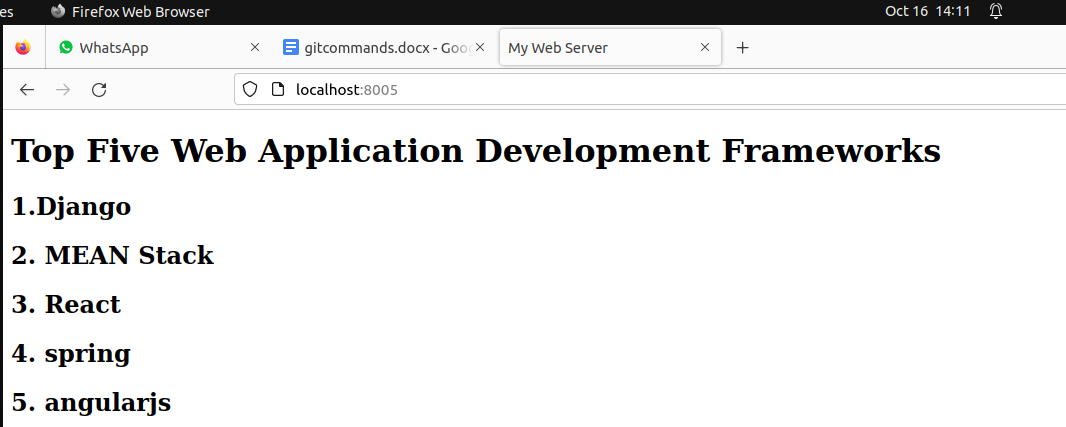 es Firefox Web Browser Oct 16 14:11
WhatsApp gitcommands.docx - Goo My Web Server
localhost:8005
Top Five Web Application Development Frameworks
1.Django
2. MEAN Stack
3. React
4. spring
5. angularjs